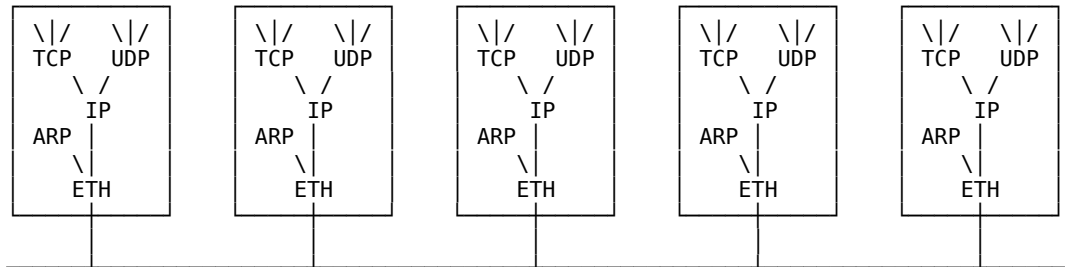 TCP UDP TCP UDP TCP UDP TCP UDP TCP UDP
IP IP IP IP IP
ARP ARP ARP ARP ARP
ETH ETH ETH ETH ETH